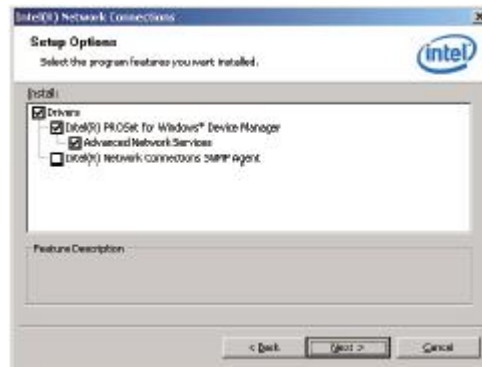 Intel(R) Network Connections
Setup Options
Select the program features you want installed.
intel
Install:
Drivers
Intel(R) PROSet for Windows* Device Manager
Advanced Network Services
Intel(R) Network Connections SNMP Agent
Feature Description
< Back
Next >
Cancel